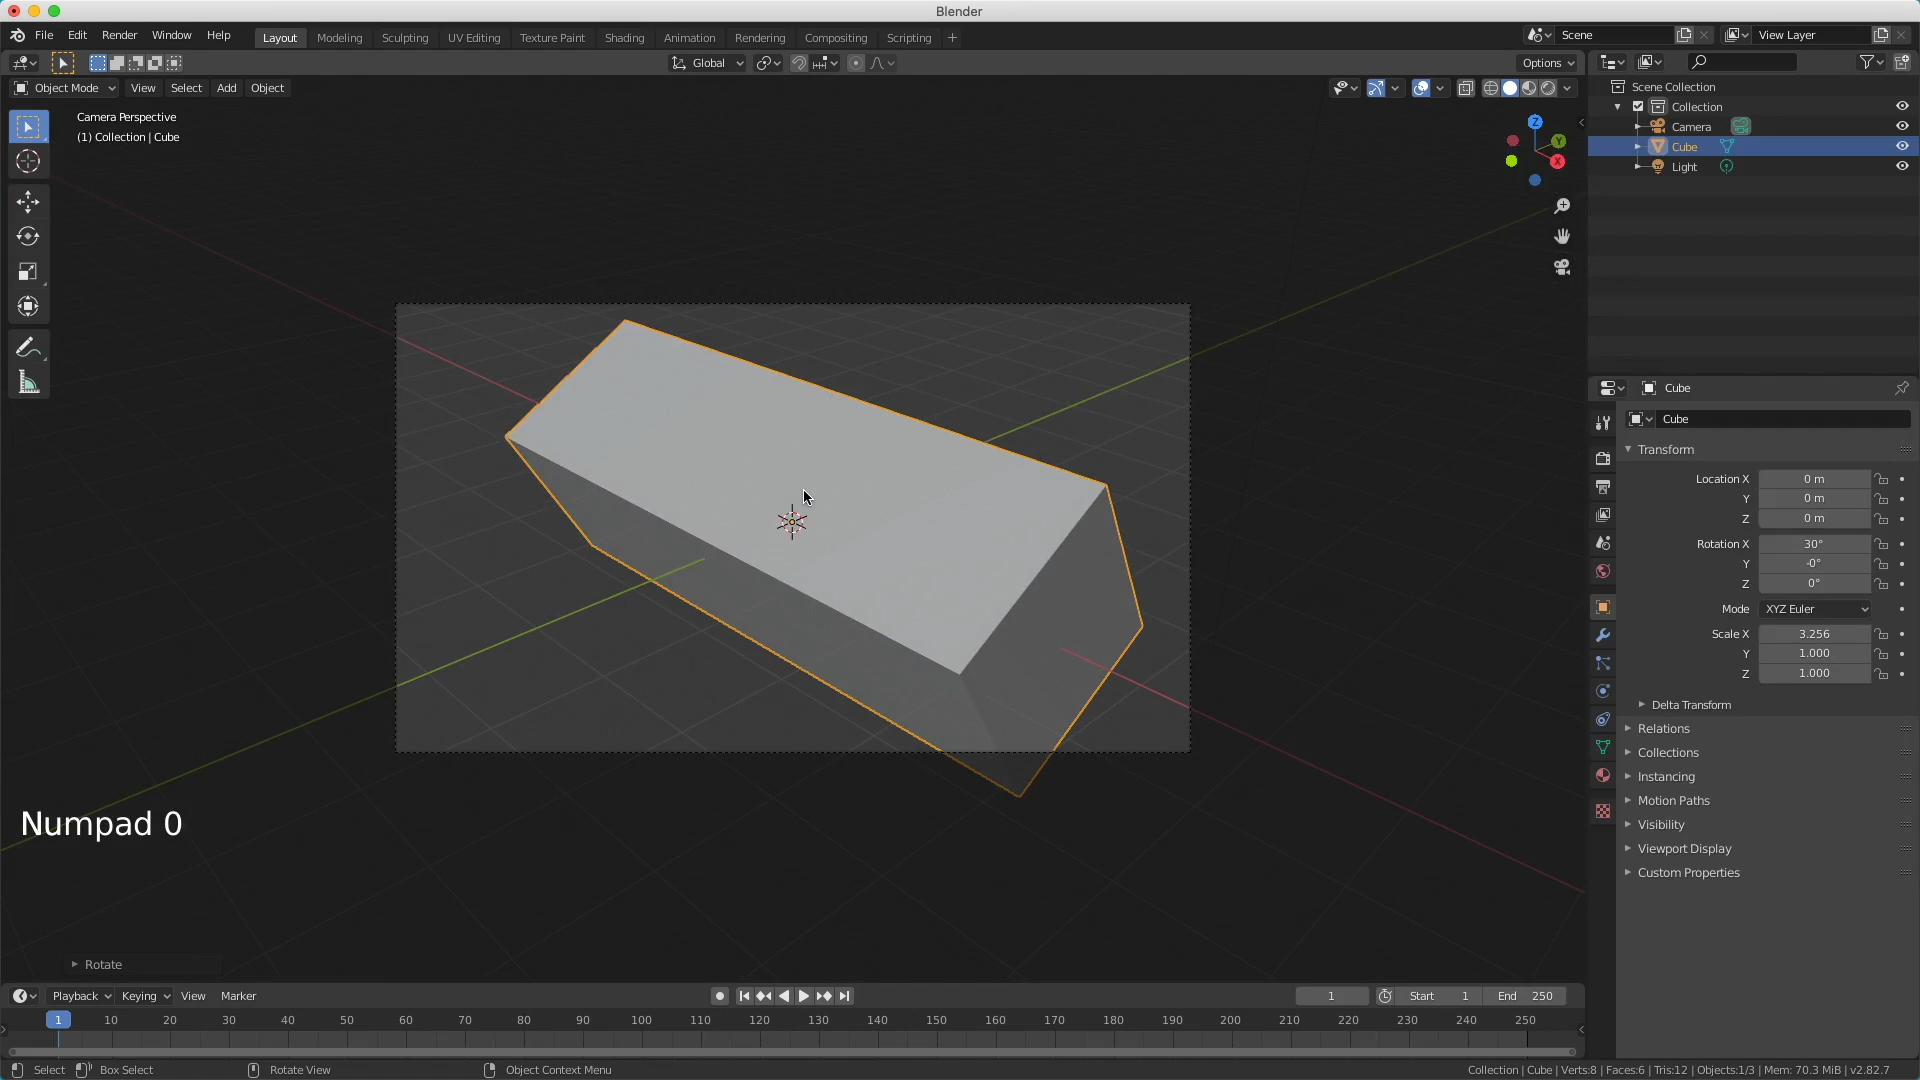 Blender
File Edit Render Window Help
Layout Modeling Sculpting UV Editing Texture Paint Shading Animation Rendering Compositing Scripting +
Scene
View Layer
Global
Options
Object Mode View Select Add Object
Camera Perspective
(1) Collection | Cube
Z
Y
X
Scene Collection
Collection
Camera
Cube
Light
Cube
Cube
Transform
Location X 0 m
Y 0 m
Z 0 m
Rotation X 30°
Y -0°
Z 0°
Mode XYZ Euler
Scale X 3.256
Y 1.000
Z 1.000
Delta Transform
Relations
Collections
Instancing
Motion Paths
Visibility
Viewport Display
Custom Properties
Numpad 0
Rotate
Playback Keying View Marker
1 Start 1 End 250
1 10 20 30 40 50 60 70 80 90 100 110 120 130 140 150 160 170 180 190 200 210 220 230 240 250
Select Box Select Rotate View Object Context Menu
Collection | Cube | Verts:8 | Faces:6 | Tris:12 | Objects:1/3 | Mem: 70.3 MiB | v2.82.7